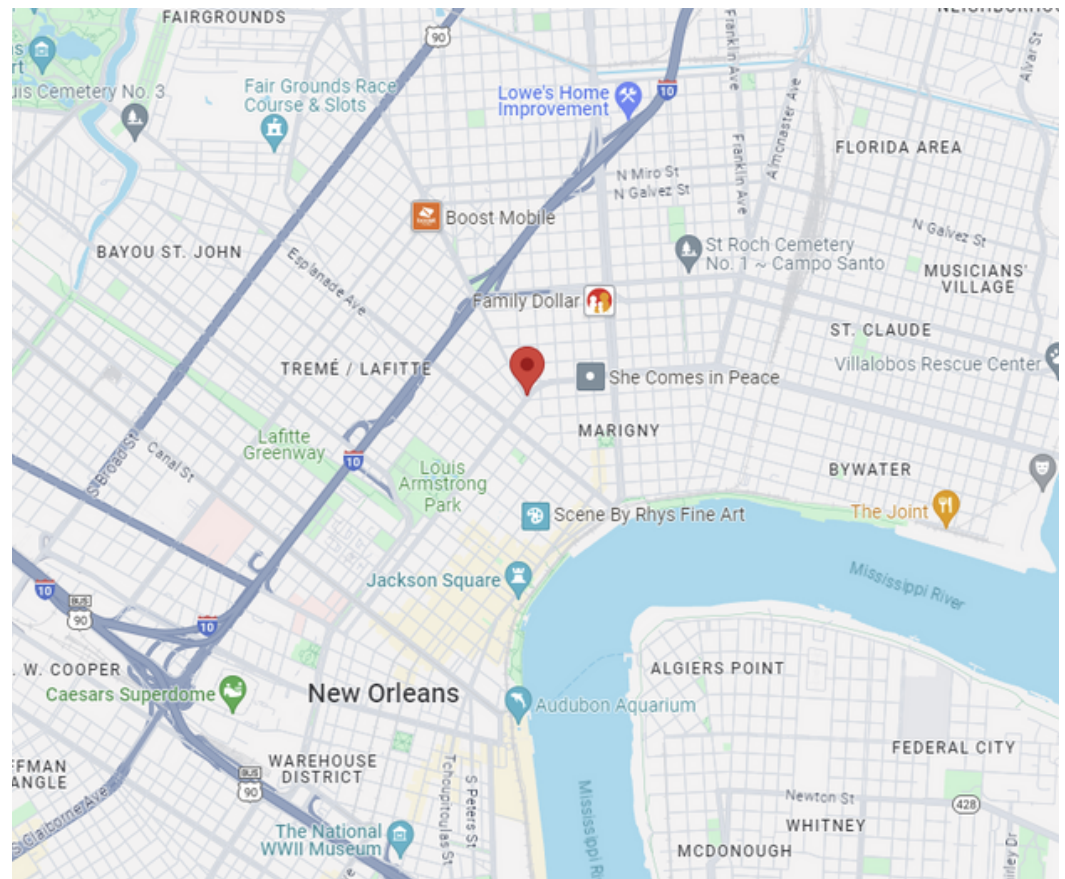 FAIRGROUNDS
90
Fair Grounds Race
Course & Slots
uis Cemetery No. 3
Lowe's Home
Improvement
10
Franklin Ave
Franklin Ave
Almonaster Ave
Alvar St
FLORIDA AREA
N Miro St
N Galvez St
Boost Mobile
BAYOU ST. JOHN
Esplanade Ave
St Roch Cemetery
No. 1 ~ Campo Santo
N Galvez St
MUSICIANS'
VILLAGE
Family Dollar
ST. CLAUDE
Villalobos Rescue Center
TREMÉ / LAFITTE
She Comes in Peace
MARIGNY
Lafitte
Greenway
Canal St
S Broad St
10
Louis
Armstrong
Park
BYWATER
The Joint
Scene By Rhys Fine Art
Jackson Square
Mississippi River
10
BUS
90
10
. W. COOPER
Caesars Superdome
New Orleans
ALGIERS POINT
Audubon Aquarium
FEDERAL CITY
FFMAN
ANGLE
WAREHOUSE
DISTRICT
BUS
90
Tchoupitoulas St
S Peters St
Mississippi Ri
Newton St
428
WHITNEY
S Claiborne Ave
The National
WWII Museum
MCDONOUGH
rley Dr